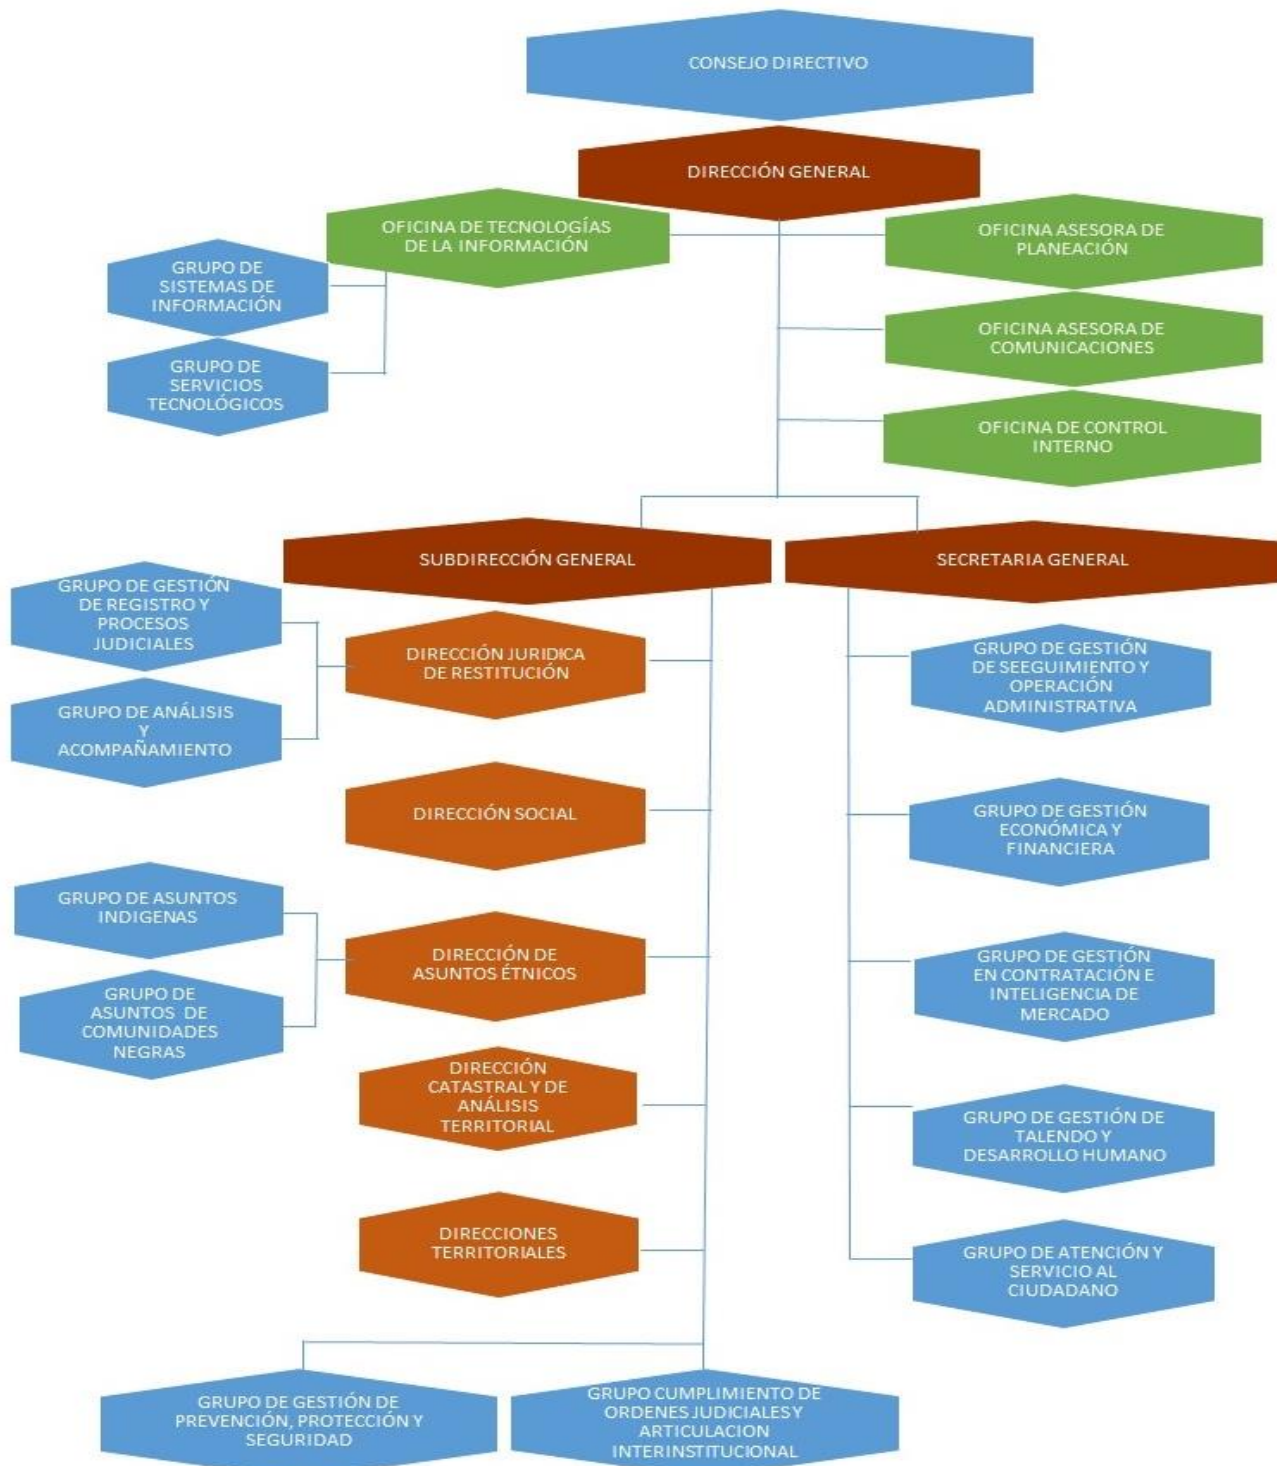 CONSEJO DIRECTIVO
DIRECCIÓN GENERAL
OFICINA DE TECNOLOGÍAS
DE LA INFORMACIÓN
OFICINA ASESORA DE
PLANEACIÓN
GRUPO DE
SISTEMAS DE
INFORMACIÓN
OFICINA ASESORA DE
COMUNICACIONES
GRUPO DE
SERVICIOS
TECNOLÓGICOS
OFICINA DE CONTROL
INTERNO
SUBDIRECCIÓN GENERAL
SECRETARIA GENERAL
GRUPO DE GESTIÓN
DE REGISTRO Y
PROCESOS
JUDICIALES
GRUPO DE ANÁLISIS
Y
ACOMPAÑAMIENTO
DIRECCIÓN JURIDICA
DE RESTITUCIÓN
DIRECCIÓN SOCIAL
GRUPO DE ASUNTOS
INDIGENAS
GRUPO DE
ASUNTOS DE
COMUNIDADES
NEGRAS
DIRECCIÓN DE
ASUNTOS ÉTNICOS
DIRECCIÓN
CATASTRAL Y DE
ANÁLISIS
TERRITORIAL
DIRECIONES
TERRITORIALES
GRUPO DE GESTIÓN
DE SEEGUIMIENTO Y
OPERACIÓN
ADMINISTRATIVA
GRUPO DE GESTIÓN
ECONÓMICA Y
FINANCIERA
GRUPO DE GESTIÓN
EN CONTRATACIÓN E
INTELIGENCIA DE
MERCADO
GRUPO DE GESTIÓN DE
TALENDO Y
DESARROLLO HUMANO
GRUPO DE ATENCIÓN Y
SERVICIO AL
CIUDADANO
GRUPO DE GESTIÓN DE
PREVENCIÓN, PROTECCIÓN Y
SEGURIDAD
GRUPO CUMPLIMIENTO DE
ORDENES JUDICIALES Y
ARTICULACION
INTERINSTITUCIONAL